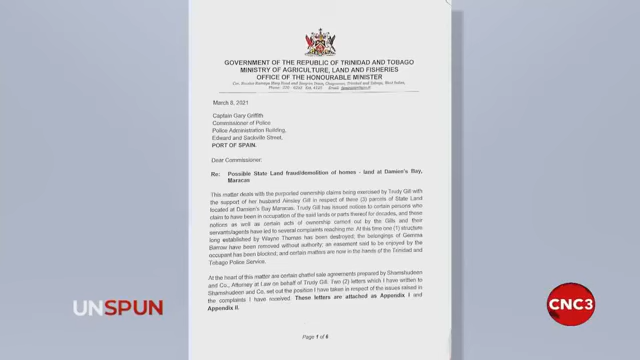 GOVERNMENT OF THE REPUBLIC OF TRINIDAD AND TOBAGO
MINISTRY OF AGRICULTURE, LAND AND FISHERIES
OFFICE OF THE HONOURABLE MINISTER
March 8, 2021
Captain Gary Griffith
Commissioner of Police
Police Administration Building,
Edward and Sackville Street,
PORT OF SPAIN.
Dear Commissioner:
Re: Possible State Land fraud/demolition of homes - land at Damien's Bay,
Maracas
This matter deals with the purported ownership claims being exercised by Trudy Gill with
the support of her husband Ainsley Gill in respect of three (3) parcels of State Land
located at Damien's Bay Maracas. Trudy Gill has issued notices to certain persons who
claim to have been in occupation of the said lands or parts thereof for decades, and those
notices as well as certain acts of ownership carried out by the Gills and their
servants/agents have led to several complaints reaching me. At this time one (1) structure
long established by Wayne Thomas has been destroyed; the belongings of Gemma
Barrow have been removed without authority; an easement said to be enjoyed by the
occupant has been blocked; and certain matters are now in the hands of the Trinidad and
Tobago Police Service.
At the heart of this matter are certain chattel sale agreements prepared by Shamshudeen
and Co., Attorney at Law on behalf of Trudy Gill. Two (2) letters which I have written to
Shamshudeen and Co. set out the position I have taken in respect of the issues raised in
the complaints I have received. These letters are attached as Appendix I and
Appendix II.
Page 1 of 6
UNSPUN
CNC3